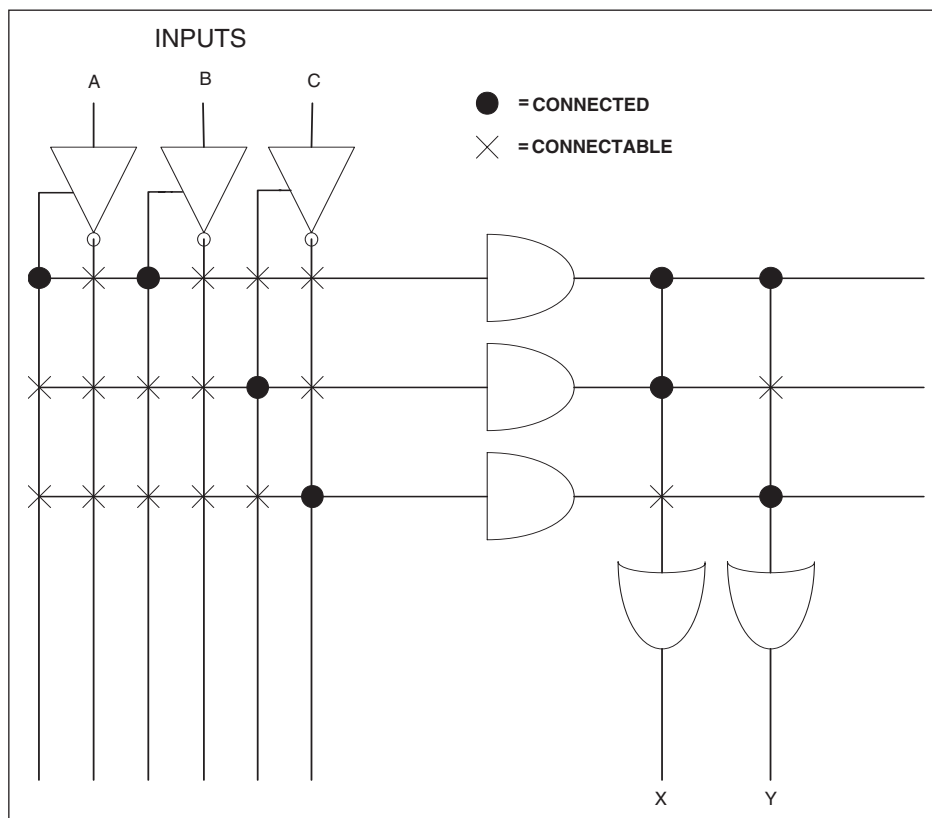 INPUTS
A B C
= CONNECTED
= CONNECTABLE
X Y